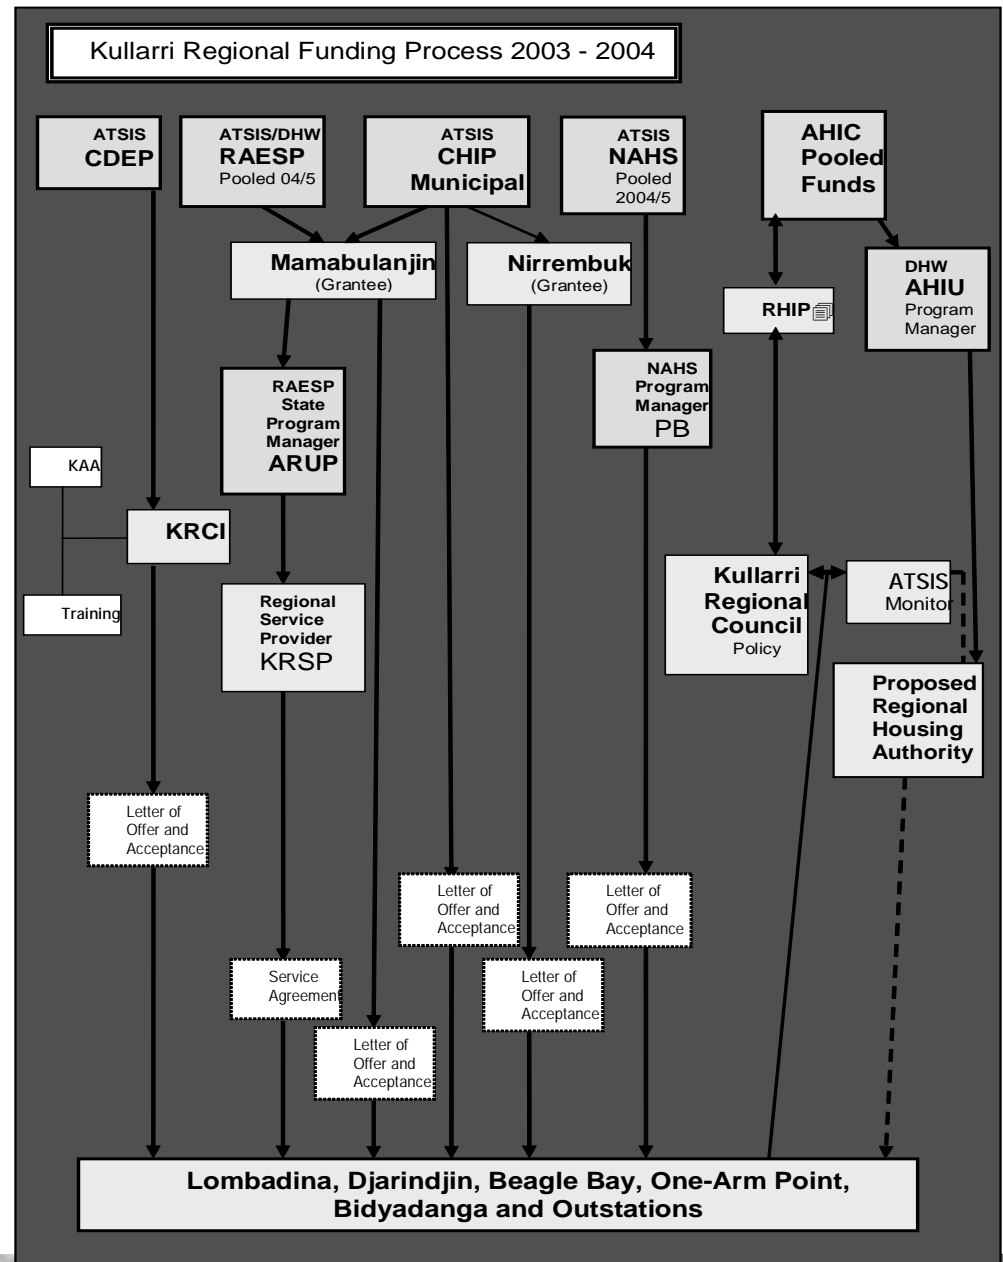 Kullarri Regional Funding Process 2003 - 2004
ATSIS
CDEP
ATSIS/DHW
RAESP
Pooled 04/5
ATSIS
CHIP
Municipal
ATSIS
NAHS
Pooled
2004/5
AHIC
Pooled
Funds
Mamabulanjin
(Grantee)
Nirrembuk
(Grantee)
DHW
AHIU
Program
Manager
RHIP
RAESP
State
Program
Manager
ARUP
NAHS
Program
Manager
PB
KAA
KRCI
Training
Regional
Service
Provider
KRSP
Kullarri
Regional
Council
Policy
ATSIS
Monitor
Proposed
Regional
Housing
Authority
Letter of
Offer and
Acceptance
Letter of
Offer and
Acceptance
Letter of
Offer and
Acceptance
Service
Agreement
Letter of
Offer and
Acceptance
Letter of
Offer and
Acceptance
Lombadina, Djarindjin, Beagle Bay, One-Arm Point,
Bidyadanga and Outstations